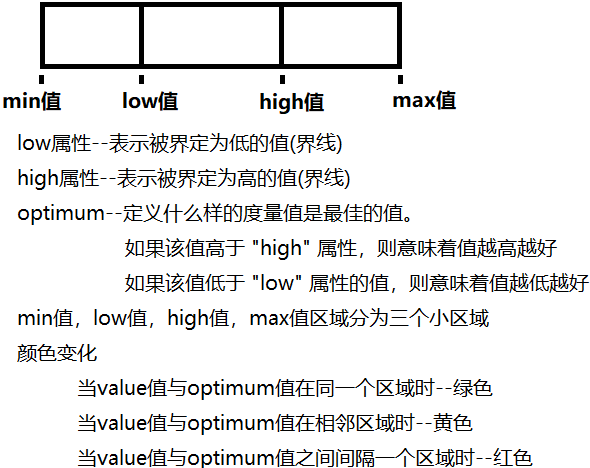 min值 low值 high值 max值
low属性--表示被界定为低的值(界线)
high属性--表示被界定为高的值(界线)
optimum--定义什么样的度量值是最佳的值。
如果该值高于 "high" 属性，则意味着值越高越好
如果该值低于 "low" 属性的值，则意味着值越低越好
min值，low值，high值，max值区域分为三个小区域
颜色变化
当value值与optimum值在同一个区域时--绿色
当value值与optimum值在相邻区域时--黄色
当value值与optimum值之间间隔一个区域时--红色